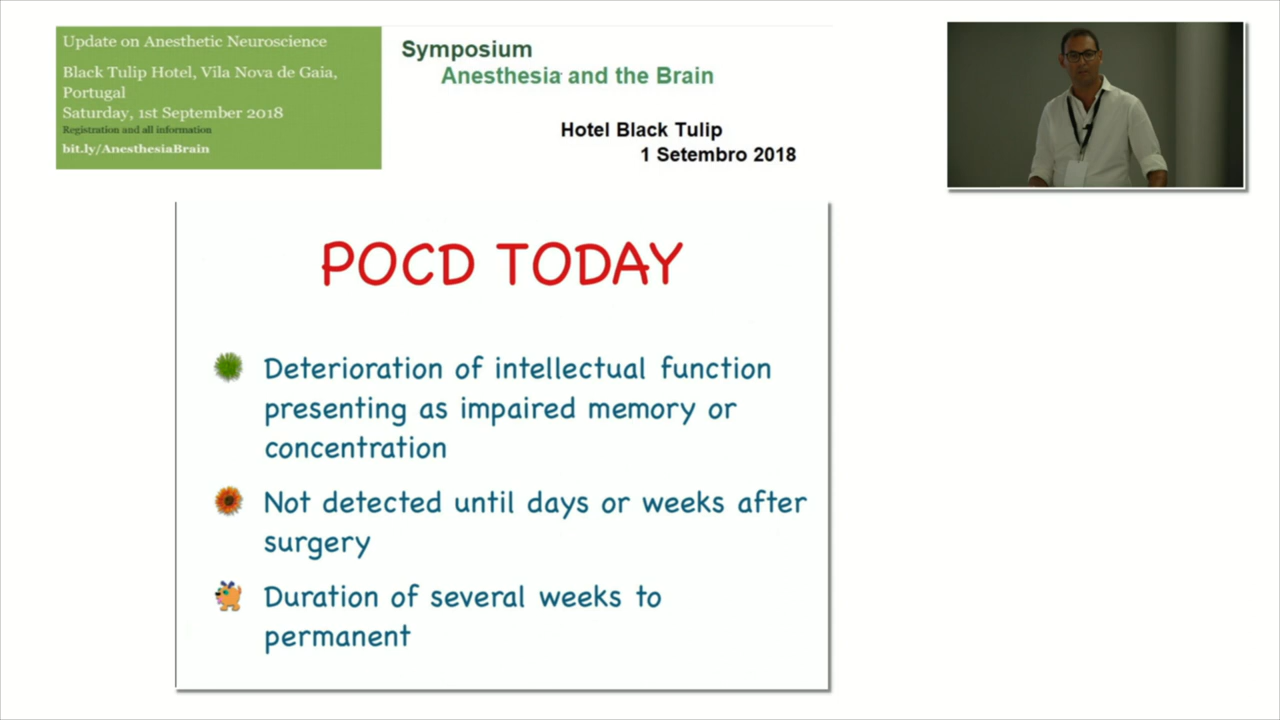 Update on Anesthetic Neuroscience
Black Tulip Hotel, Vila Nova de Gaia,
Portugal
Saturday, 1st September 2018
Registration and all information
bit.ly/AnesthesiaBrain
Symposium
Anesthesia and the Brain
Hotel Black Tulip
1 Setembro 2018
POCD TODAY
Deterioration of intellectual function
presenting as impaired memory or
concentration
Not detected until days or weeks after
surgery
Duration of several weeks to
permanent